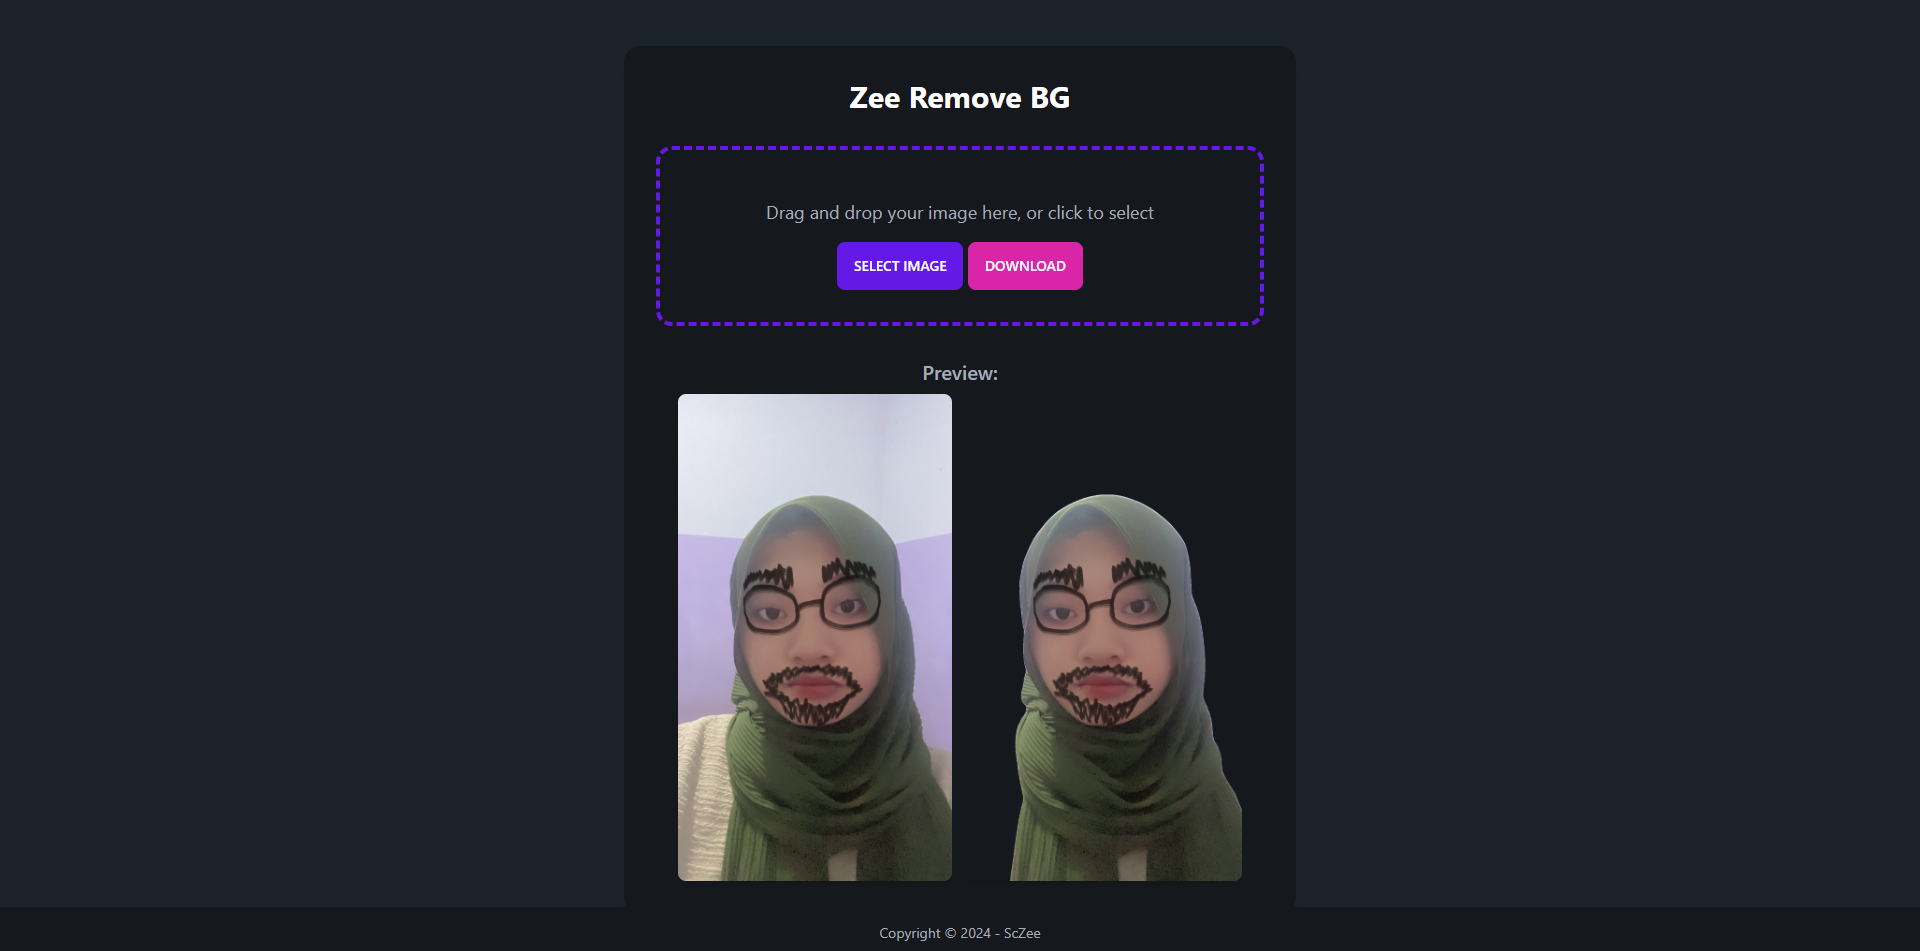 Zee Remove BG
Drag and drop your image here, or click to select
SELECT IMAGE
DOWNLOAD
Preview:
Copyright © 2024 - ScZee